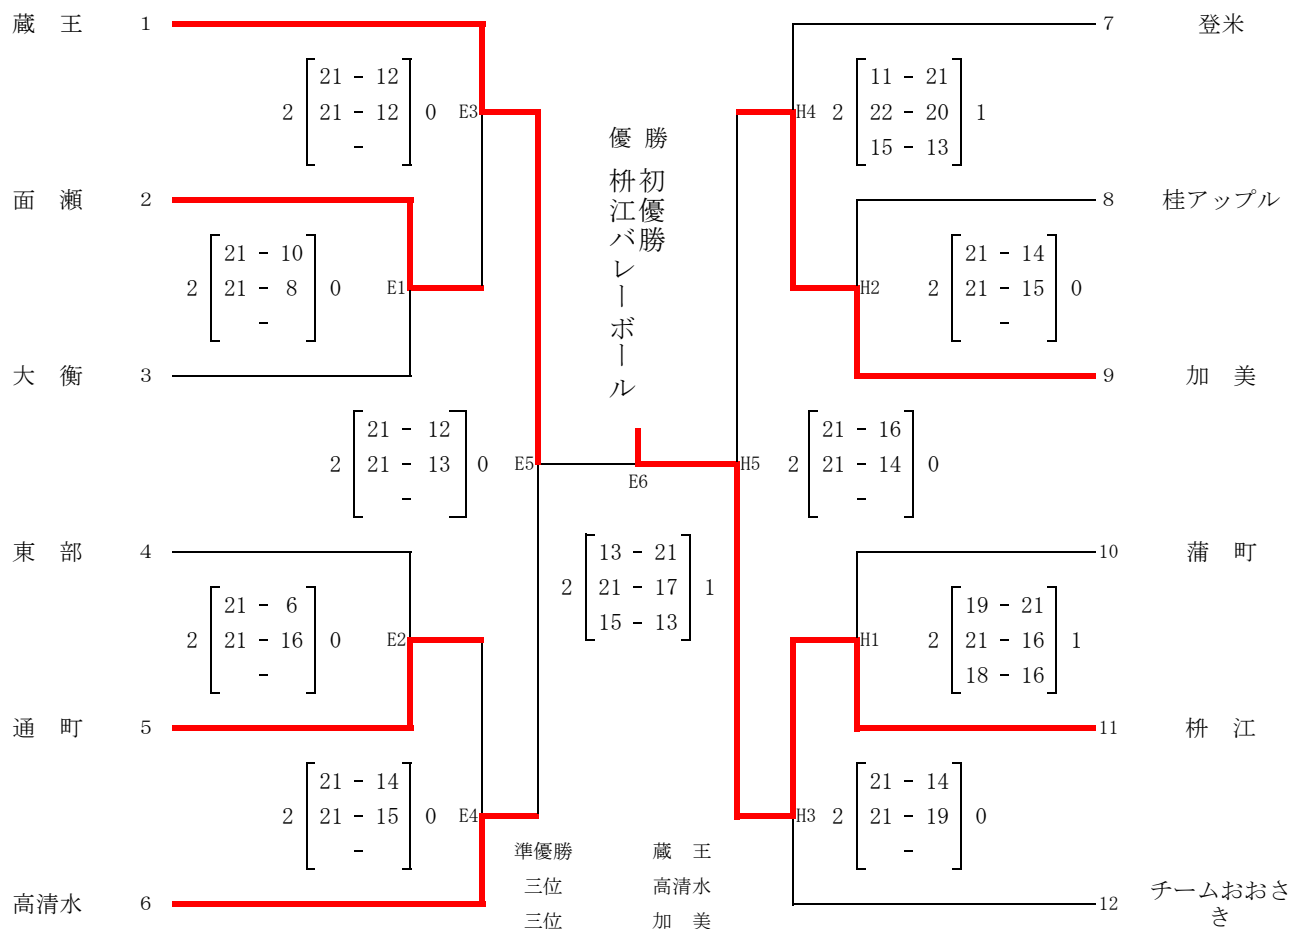 蔵　王 1
21 - 12
2 21 - 12 0 E3
-
面　瀬 2
21 - 10
2 21 - 8 0 E1
-
大　衡 3
21 - 12
2 21 - 13 0 E5
-
東　部 4
21 - 6
2 21 - 16 0 E2
-
通　町 5
21 - 14
2 21 - 15 0 E4
-
高清水 6
優 勝
初優勝
枡江バレーボール
E6
13 - 21
2 21 - 17 1
15 - 13
準優勝 蔵　王
三位 高清水
三位 加　美
7 登米
11 - 21
H4 2 22 - 20 1
15 - 13
8 桂アップル
21 - 14
H2 2 21 - 15 0
-
9 加　美
21 - 16
H5 2 21 - 14 0
-
10 蒲　町
19 - 21
H1 2 21 - 16 1
18 - 16
11 枡　江
21 - 14
H3 2 21 - 19 0
-
12 チームおおさ
き